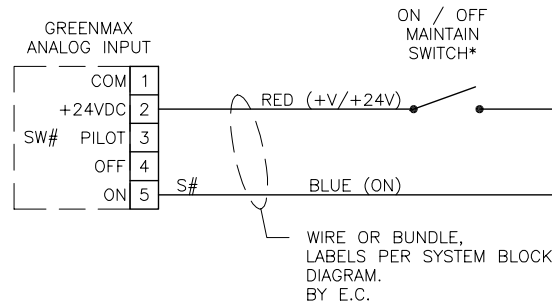 GREENMAX
ANALOG INPUT
ON / OFF
MAINTAIN
SWITCH*
COM 1
+24VDC 2
RED (+V/+24V)
SW#
PILOT 3
OFF 4
ON 5
S#
BLUE (ON)
WIRE OR BUNDLE,
LABELS PER SYSTEM BLOCK
DIAGRAM.
BY E.C.